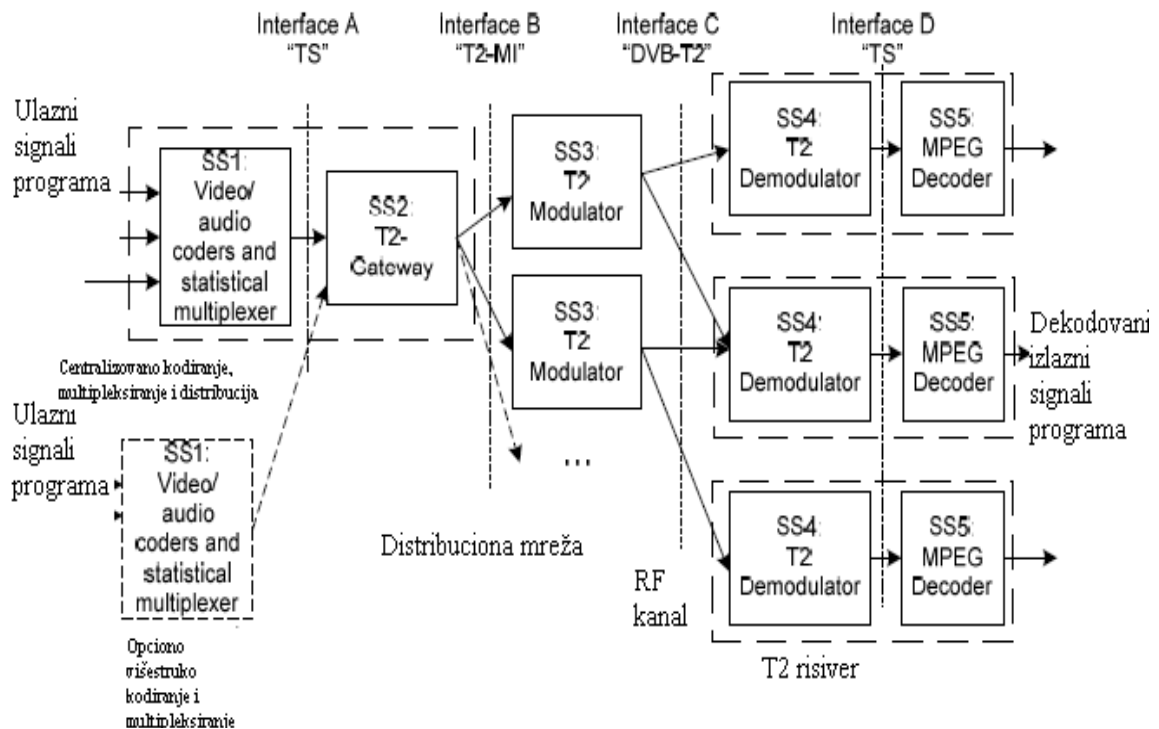 Interface A
"TS"
Interface B
"T2-MI"
Interface C
"DVB-T2"
Interface D
"TS"
Ulazni
signali
programa
SS1:
Video/
audio
coders and
statistical
multiplexer
SS2:
T2-
Gateway
SS3:
T2
Modulator
SS4:
T2
Demodulator
SS5:
MPEG
Decoder
SS3:
T2
Modulator
SS4:
T2
Demodulator
SS5:
MPEG
Decoder
Dekodovani
izlazni
signali
programa
Centralizovano kodiranje,
multipleksiranje i distribucija
Ulazni
signali
programa
SS1:
Video/
audio
coders and
statistical
multiplexer
...
Distribuciona mreža
RF
kanal
SS4:
T2
Demodulator
SS5:
MPEG
Decoder
T2 risiver
Opciono
višestruko
kodiranje i
multipleksiranje